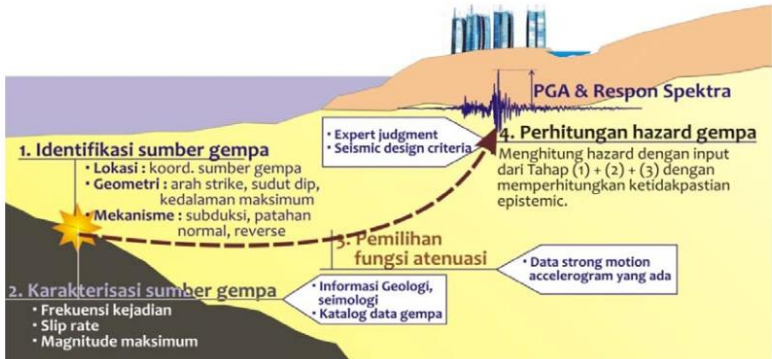 PGA & Respon Spektra
• Expert judgment
• Seismic design criteria
4. Perhitungan hazard gempa
Menghitung hazard dengan input
dari Tahap (1) + (2) + (3) dengan
memperhitungkan ketidakpastian
epistemic.
1. Identifikasi sumber gempa
• Lokasi : koord. sumber gempa
• Geometri : arah strike, sudut dip,
kedalaman maksimum
• Mekanisme : subduksi, patahan
normal, reverse
3. Pemilihan
fungsi atenuasi
• Data strong motion
accelerogram yang ada
2. Karakterisasi sumber gempa
• Frekuensi kejadian
• Slip rate
• Magnitude maksimum
• Informasi Geologi,
seimologi
• Katalog data gempa